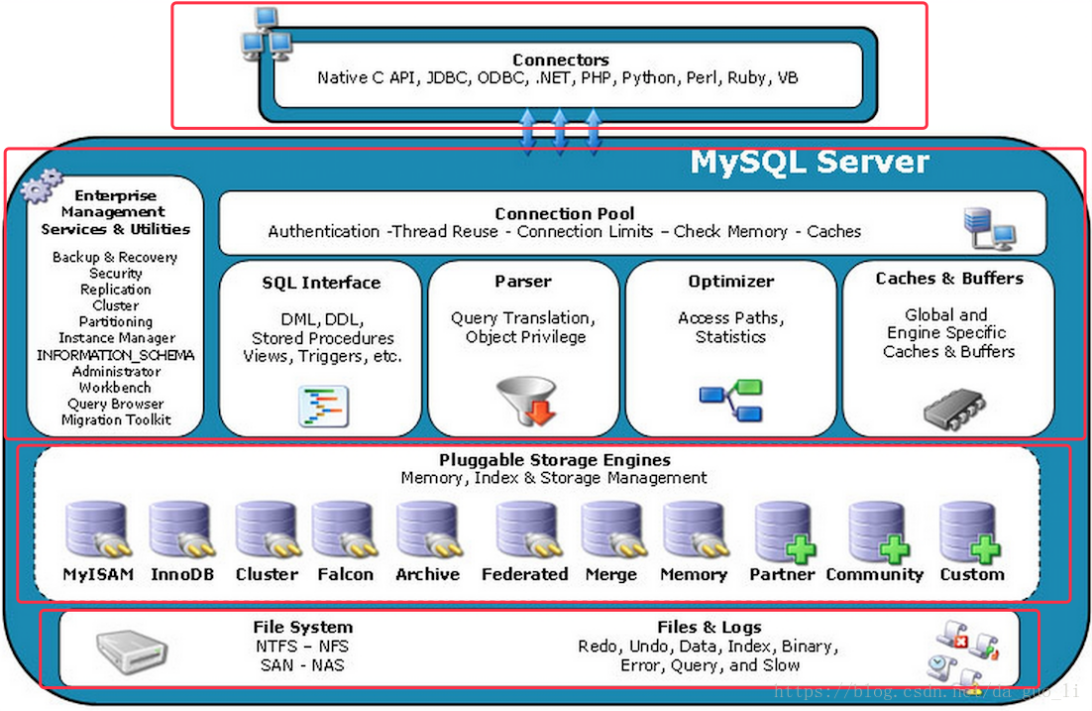 Connectors
Native C API, JDBC, ODBC, .NET, PHP, Python, Perl, Ruby, VB
MySQL Server
Enterprise
Management
Services & Utilities
Backup & Recovery
Security
Replication
Cluster
Partitioning
Instance Manager
INFORMATION_SCHEMA
Administrator
Workbench
Query Browser
Migration Toolkit
Connection Pool
Authentication -Thread Reuse - Connection Limits – Check Memory - Caches
SQL Interface
DML, DDL,
Stored Procedures
Views, Triggers, etc.
Parser
Query Translation,
Object Privilege
Optimizer
Access Paths,
Statistics
Caches & Buffers
Global and
Engine Specific
Caches & Buffers
Pluggable Storage Engines
Memory, Index & Storage Management
MyISAM
InnoDB
Cluster
Falcon
Archive
Federated
Merge
Memory
Partner
Community
Custom
File System
NTFS – NFS
SAN - NAS
Files & Logs
Redo, Undo, Data, Index, Binary,
Error, Query, and Slow
https://blog.csdn.net/da_guo_li